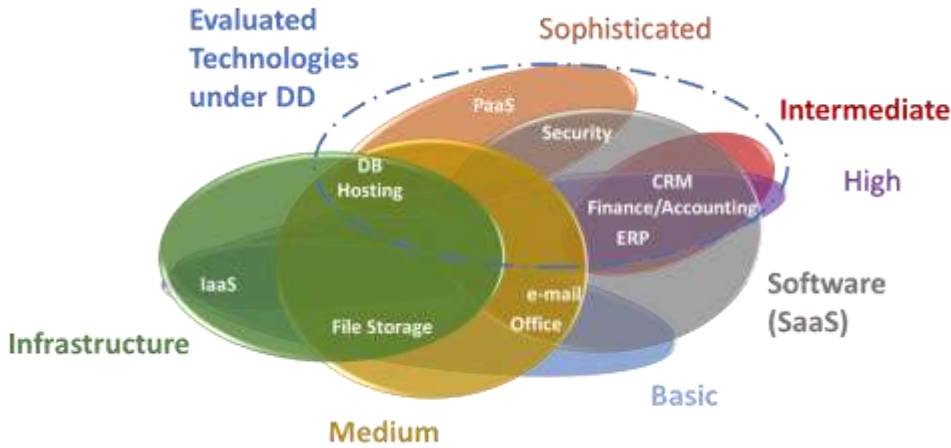 Evaluated
Technologies
under DD
Sophisticated
PaaS
Security
Intermediate
DB
Hosting
CRM
High
Finance/Accounting
ERP
IaaS
e-mail
Software
(SaaS)
File Storage
Office
Infrastructure
Basic
Medium